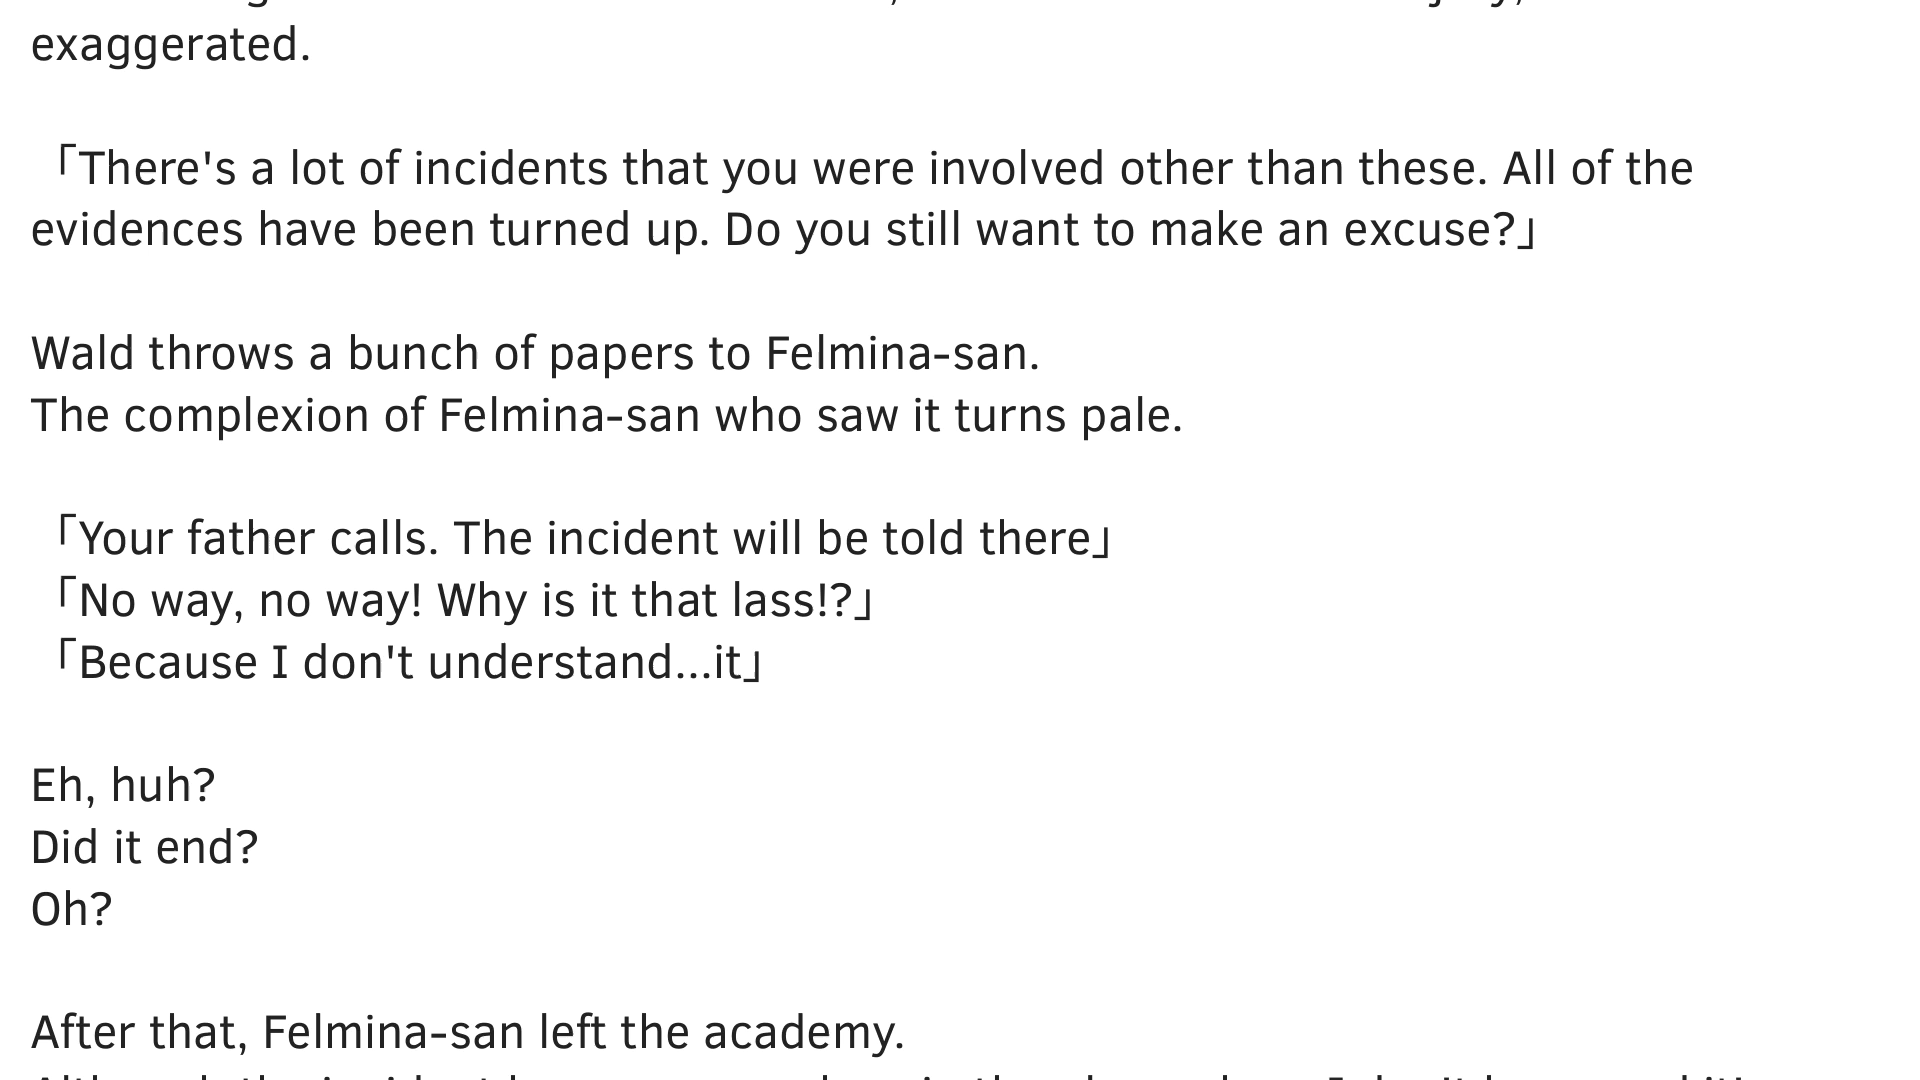 exaggerated.
「There's a lot of incidents that you were involved other than these. All of the
evidences have been turned up. Do you still want to make an excuse?」
Wald throws a bunch of papers to Felmina-san.
The complexion of Felmina-san who saw it turns pale.
「Your father calls. The incident will be told there」
「No way, no way! Why is it that lass!?」
「Because I don't understand...it」
Eh, huh?
Did it end?
Oh?
After that, Felmina-san left the academy.